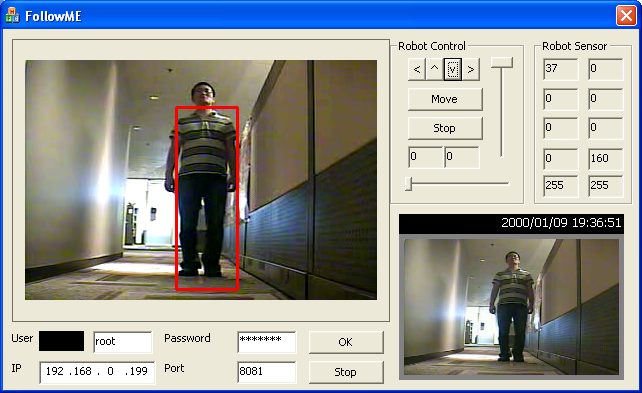 FollowME
Robot Control
< ^ v >
Move
Stop
0 0
Robot Sensor
37 0
0 0
0 0
0 160
255 255
2000/01/09 19:36:51
User root Password ******* OK
IP 192 .168 . 0 .199 Port 8081 Stop